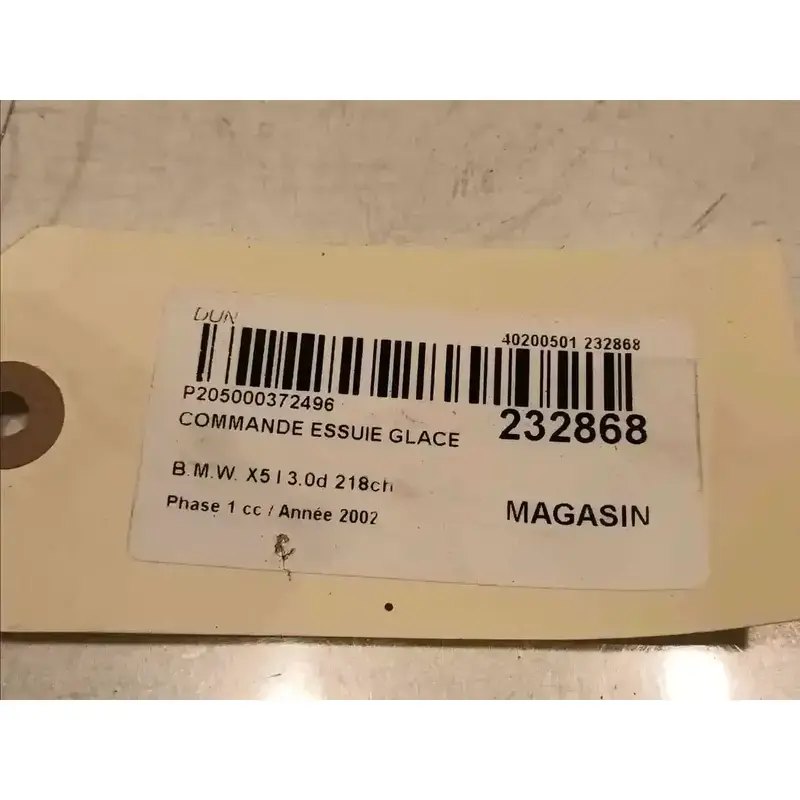 DUN
40200501 232868
P205000372496
232868
COMMANDE ESSUIE GLACE
B.M.W. X5 I 3.0d 218ch
Phase 1 cc / Année 2002
MAGASIN